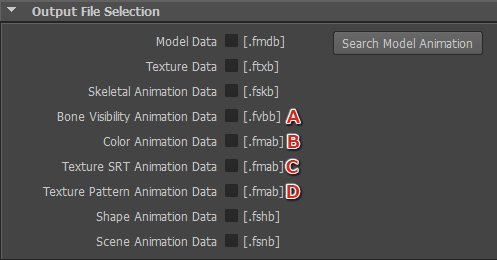 Output File Selection
Model Data [.fmdb] Search Model Animation
Texture Data [.ftxb]
Skeletal Animation Data [.fskb]
Bone Visibility Animation Data [.fvbb] A
Color Animation Data [.fmab] B
Texture SRT Animation Data [.fmab] C
Texture Pattern Animation Data [.fmab] D
Shape Animation Data [.fshb]
Scene Animation Data [.fsnb]